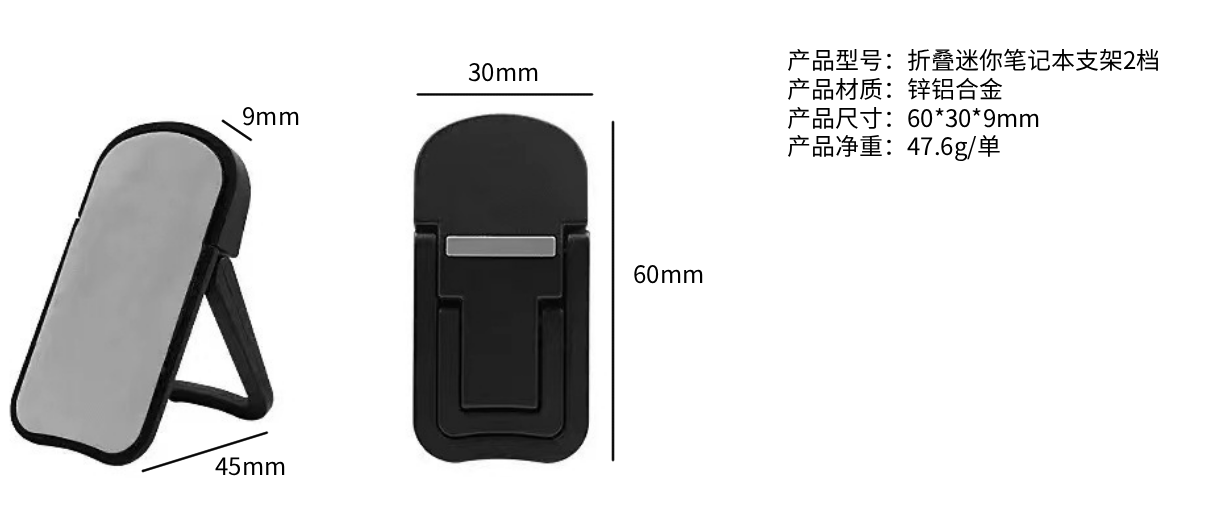 9mm
45mm
30mm
60mm
产品型号：折叠迷你笔记本支架2档
产品材质：锌铝合金
产品尺寸：60*30*9mm
产品净重：47.6g/单